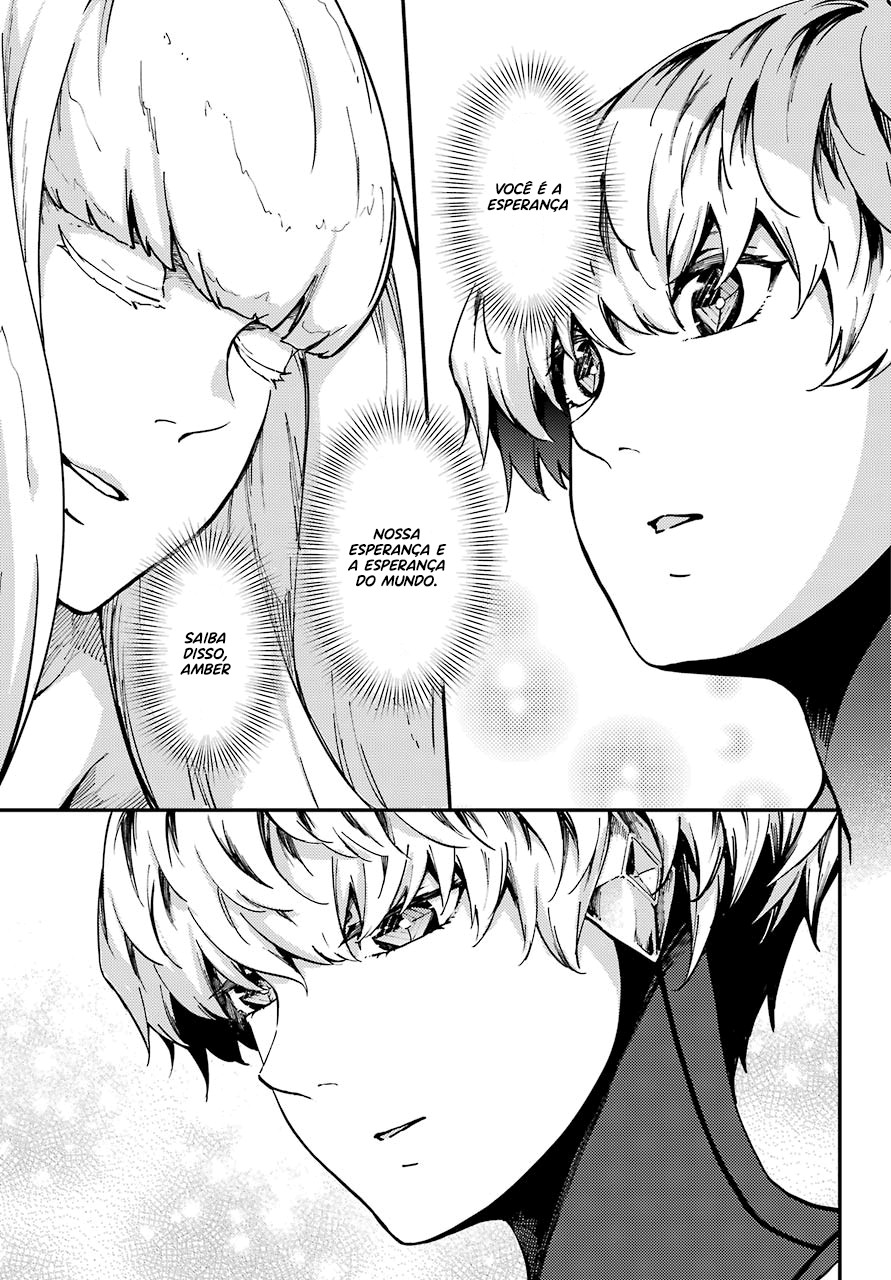 VOCÊ É A
ESPERANÇA
NOSSA
ESPERANÇA E
A ESPERANÇA
DO MUNDO.
SAIBA
DISSO,
AMBER